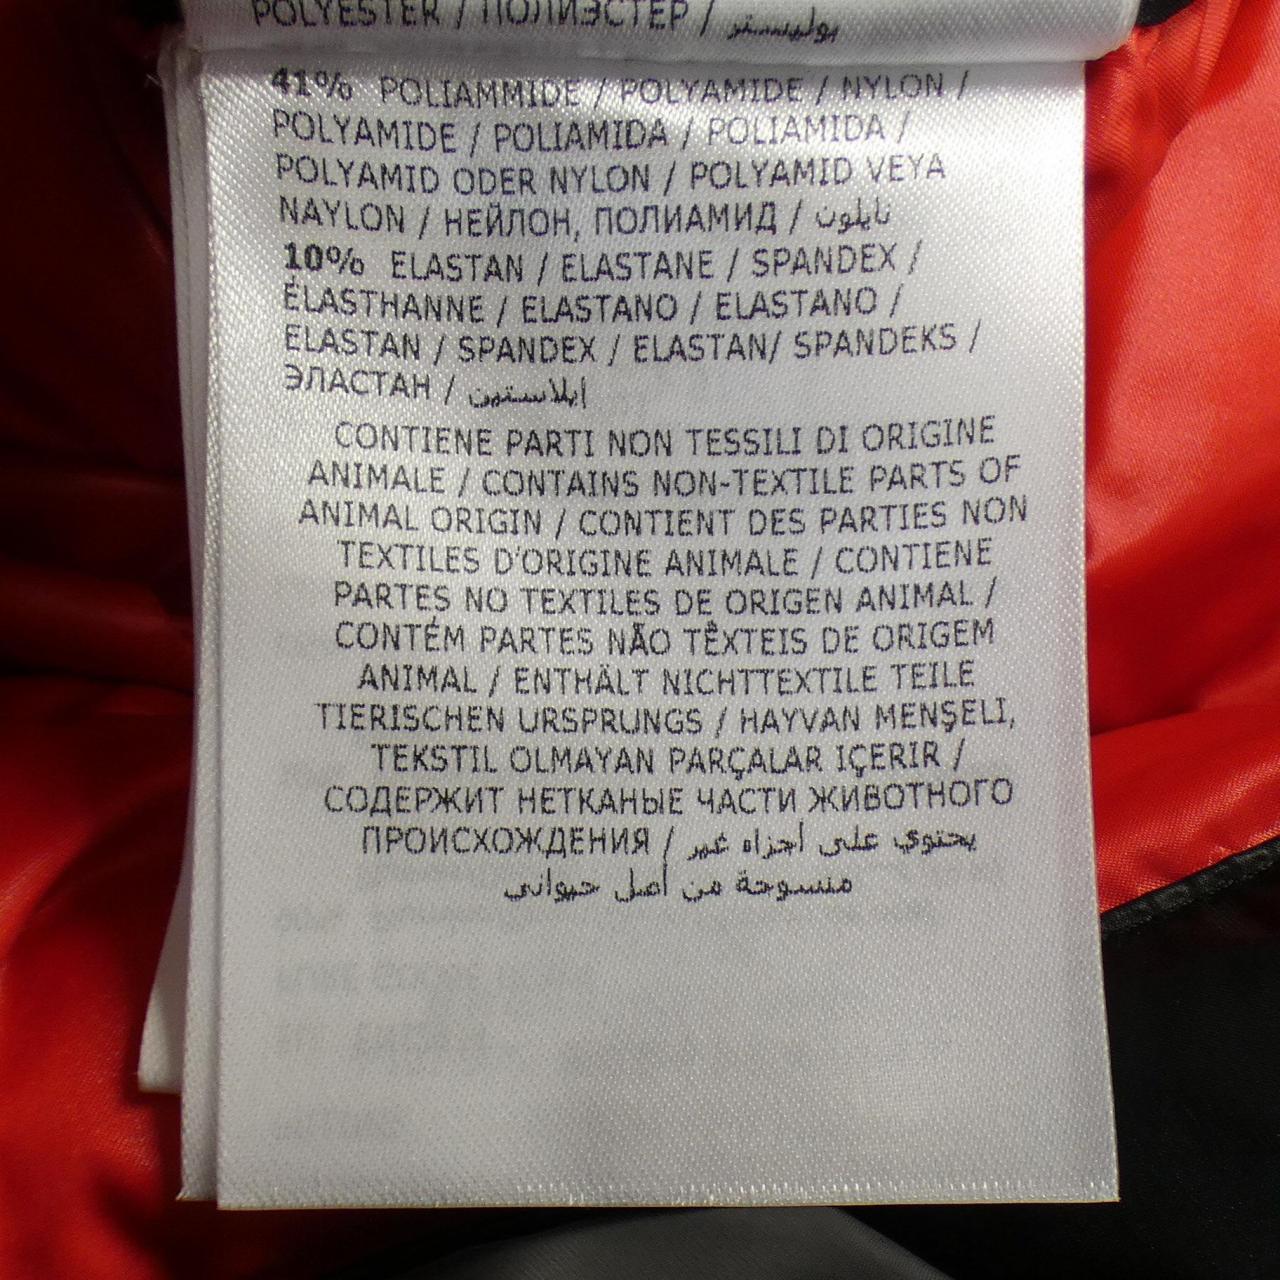 POLYESTER / ПОЛИЭСТЕР / بوليستر
41% POLIAMMIDE / POLYAMIDE / NYLON /
POLYAMIDE / POLIAMIDA / POLIAMIDA /
POLYAMID ODER NYLON / POLYAMID VEYA
NAYLON / НЕЙЛОН, ПОЛИАМИД / نايلون
10% ELASTAN / ELASTANE / SPANDEX /
ÉLASTHANNE / ELASTANO / ELASTANO /
ELASTAN / SPANDEX / ELASTAN/ SPANDEKS /
ЭЛАСТАН / إيلاستين
CONTIENE PARTI NON TESSILI DI ORIGINE
ANIMALE / CONTAINS NON-TEXTILE PARTS OF
ANIMAL ORIGIN / CONTIENT DES PARTIES NON
TEXTILES D'ORIGINE ANIMALE / CONTIENE
PARTES NO TEXTILES DE ORIGEN ANIMAL /
CONTÉM PARTES NÃO TÊXTEIS DE ORIGEM
ANIMAL / ENTHÄLT NICHTTEXTILE TEILE
TIERISCHEN URSPRUNGS / HAYVAN MENŞELI,
TEKSTIL OLMAYAN PARÇALAR IÇERIR /
СОДЕРЖИТ НЕТКАНЫЕ ЧАСТИ ЖИВОТНОГО
ПРОИСХОЖДЕНИЯ / يحتوي على أجزاء غير
منسوجة من أصل حيواني